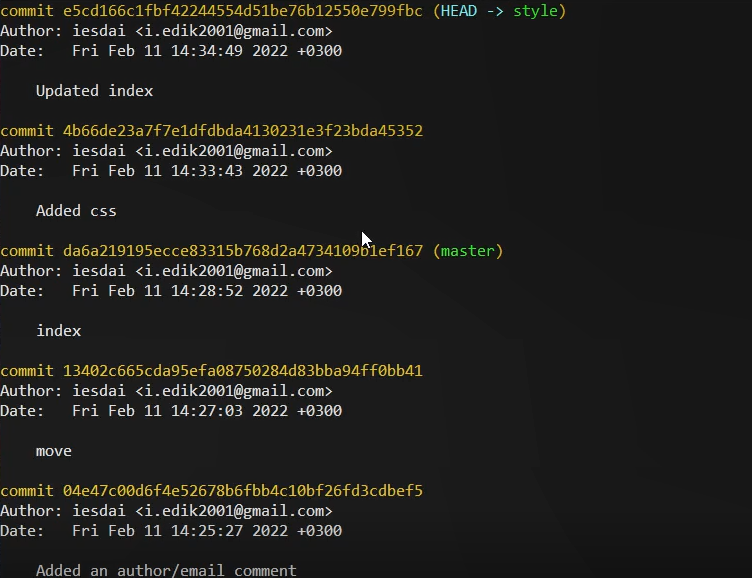 commit e5cd166c1fbf42244554d51be76b12550e799fbc (HEAD -> style)
Author: iesdai <i.edik2001@gmail.com>
Date:   Fri Feb 11 14:34:49 2022 +0300
    Updated index
commit 4b66de23a7f7e1dfdbda4130231e3f23bda45352
Author: iesdai <i.edik2001@gmail.com>
Date:   Fri Feb 11 14:33:43 2022 +0300
    Added css
commit da6a219195ecce83315b768d2a4734109b1ef167 (master)
Author: iesdai <i.edik2001@gmail.com>
Date:   Fri Feb 11 14:28:52 2022 +0300
    index
commit 13402c665cda95efa08750284d83bba94ff0bb41
Author: iesdai <i.edik2001@gmail.com>
Date:   Fri Feb 11 14:27:03 2022 +0300
    move
commit 04e47c00d6f4e52678b6fbb4c10bf26fd3cdbef5
Author: iesdai <i.edik2001@gmail.com>
Date:   Fri Feb 11 14:25:27 2022 +0300
    Added an author/email comment